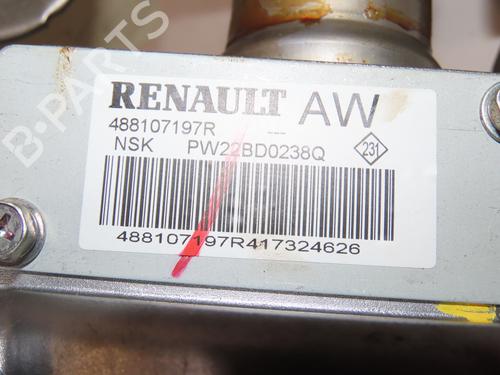 RENAULT AW
488107197R
NSK PW22BD0238Q
231
488107197R417324626
B-PARTS